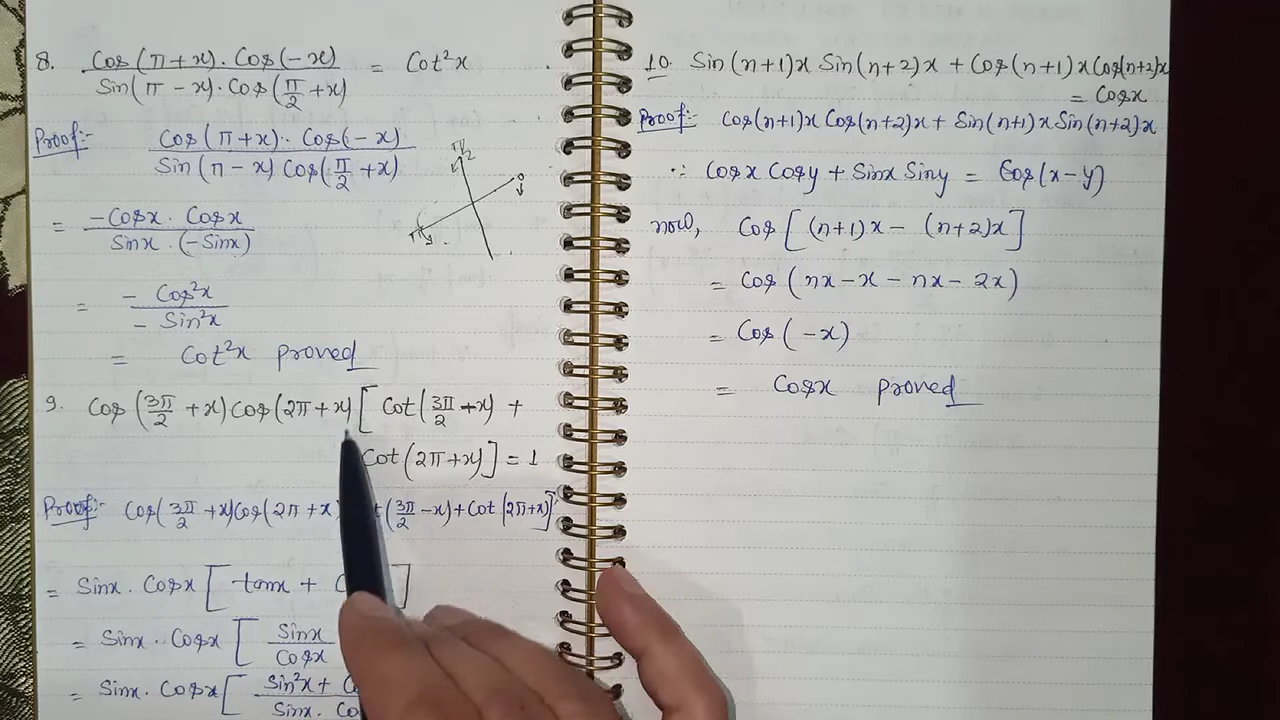 8. Cos(π+x). Cos(-x) / Sin(π-x). Cos(π/2+x) = Cot²x
Proof:- Cos(π+x). Cos(-x) / Sin(π-x) Cos(π/2+x)
π/2
0
π
= -Cosx. Cosx / Sinx. (-Sinx)
= -Cos²x / -Sin²x
= Cot²x proved
9. Cos(3π/2+x) Cos(2π+x) [Cot(3π/2-x) +
Cot(2π+x)] = 1
Proof:- Cos(3π/2+x) Cos(2π+x) (3π/2-x) + Cot(2π+x)]
= Sinx. Cosx [tanx + ]
= Sinx. Cosx [Sinx / Cosx
= Sinx. Cosx [Sin²x + / Sinx.
10. Sin(n+1)x Sin(n+2)x + Cos(n+1)x Cos(n+2)x
= Cosx
Proof:- Cos(n+1)x Cos(n+2)x + Sin(n+1)x Sin(n+2)x
∵ Cosx Cosy + Sinx Siny = Cos(x-y)
now, Cos[(n+1)x - (n+2)x]
= Cos(nx-x-nx-2x)
= Cos(-x)
= Cosx proved